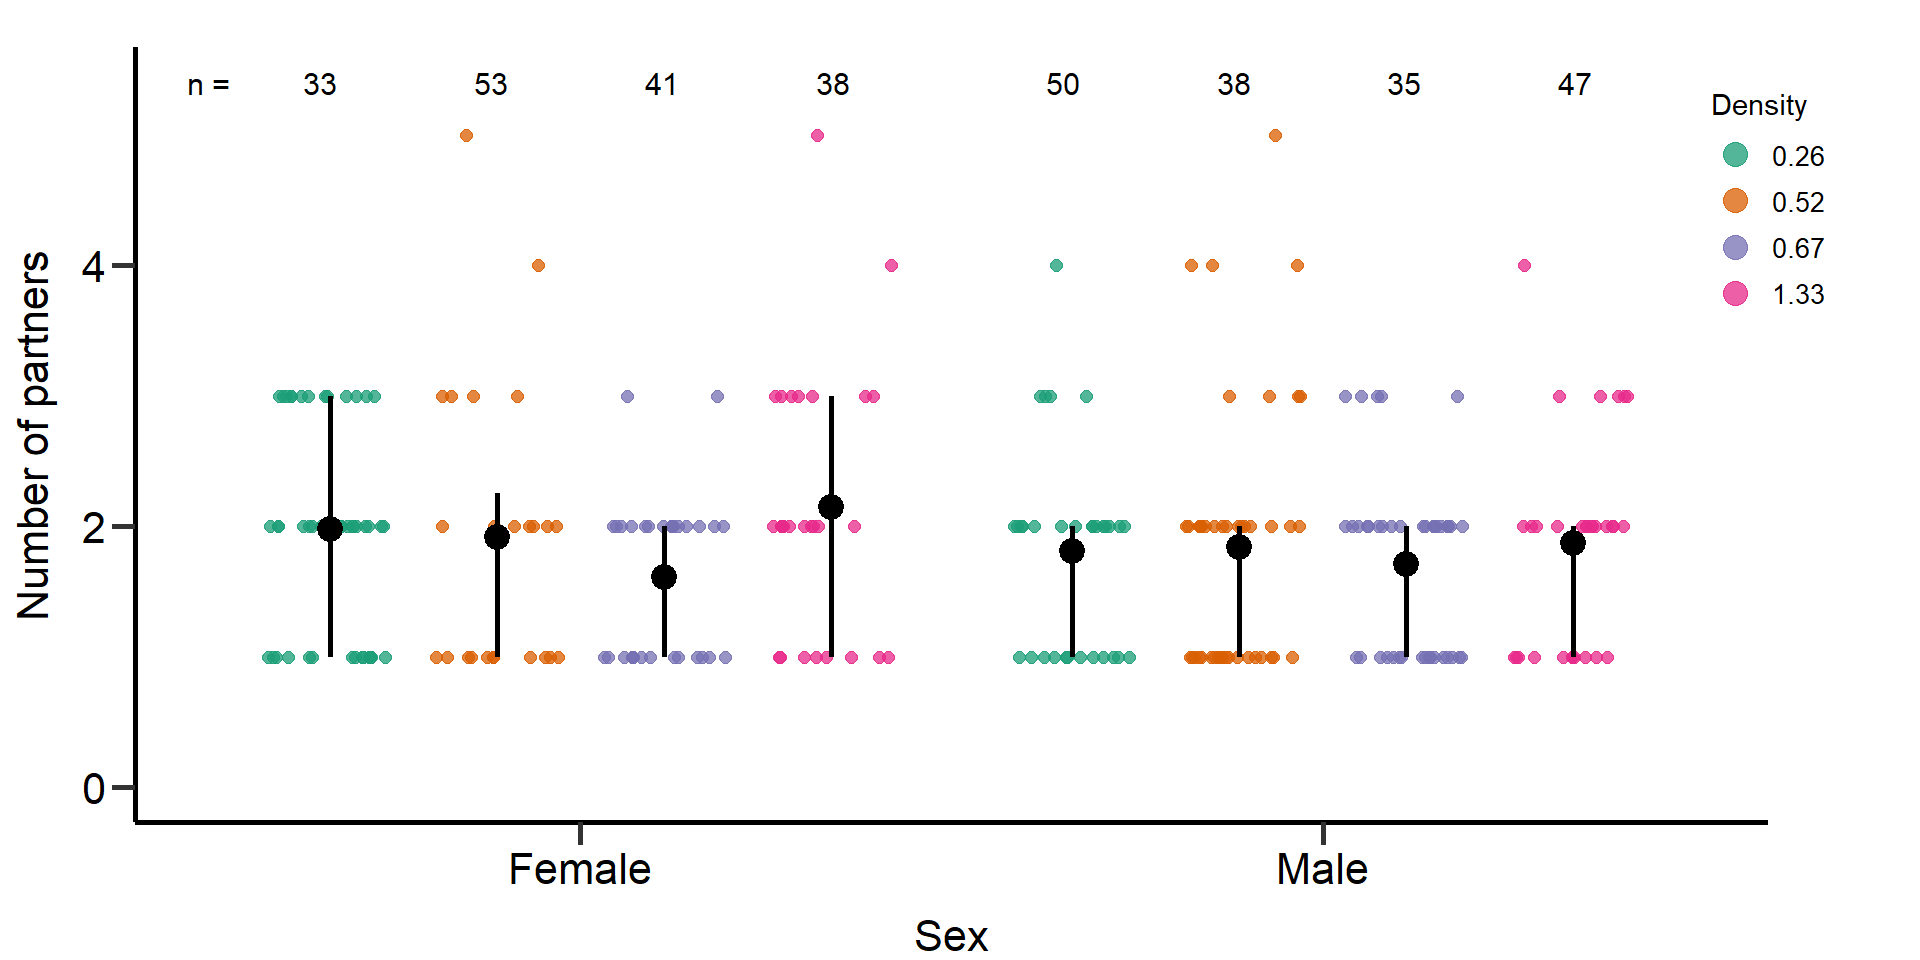 n = 33 53 41 38 50 38 35 47
Density
0.26
0.52
0.67
1.33
Number of partners
4
2
0
Female Male
Sex